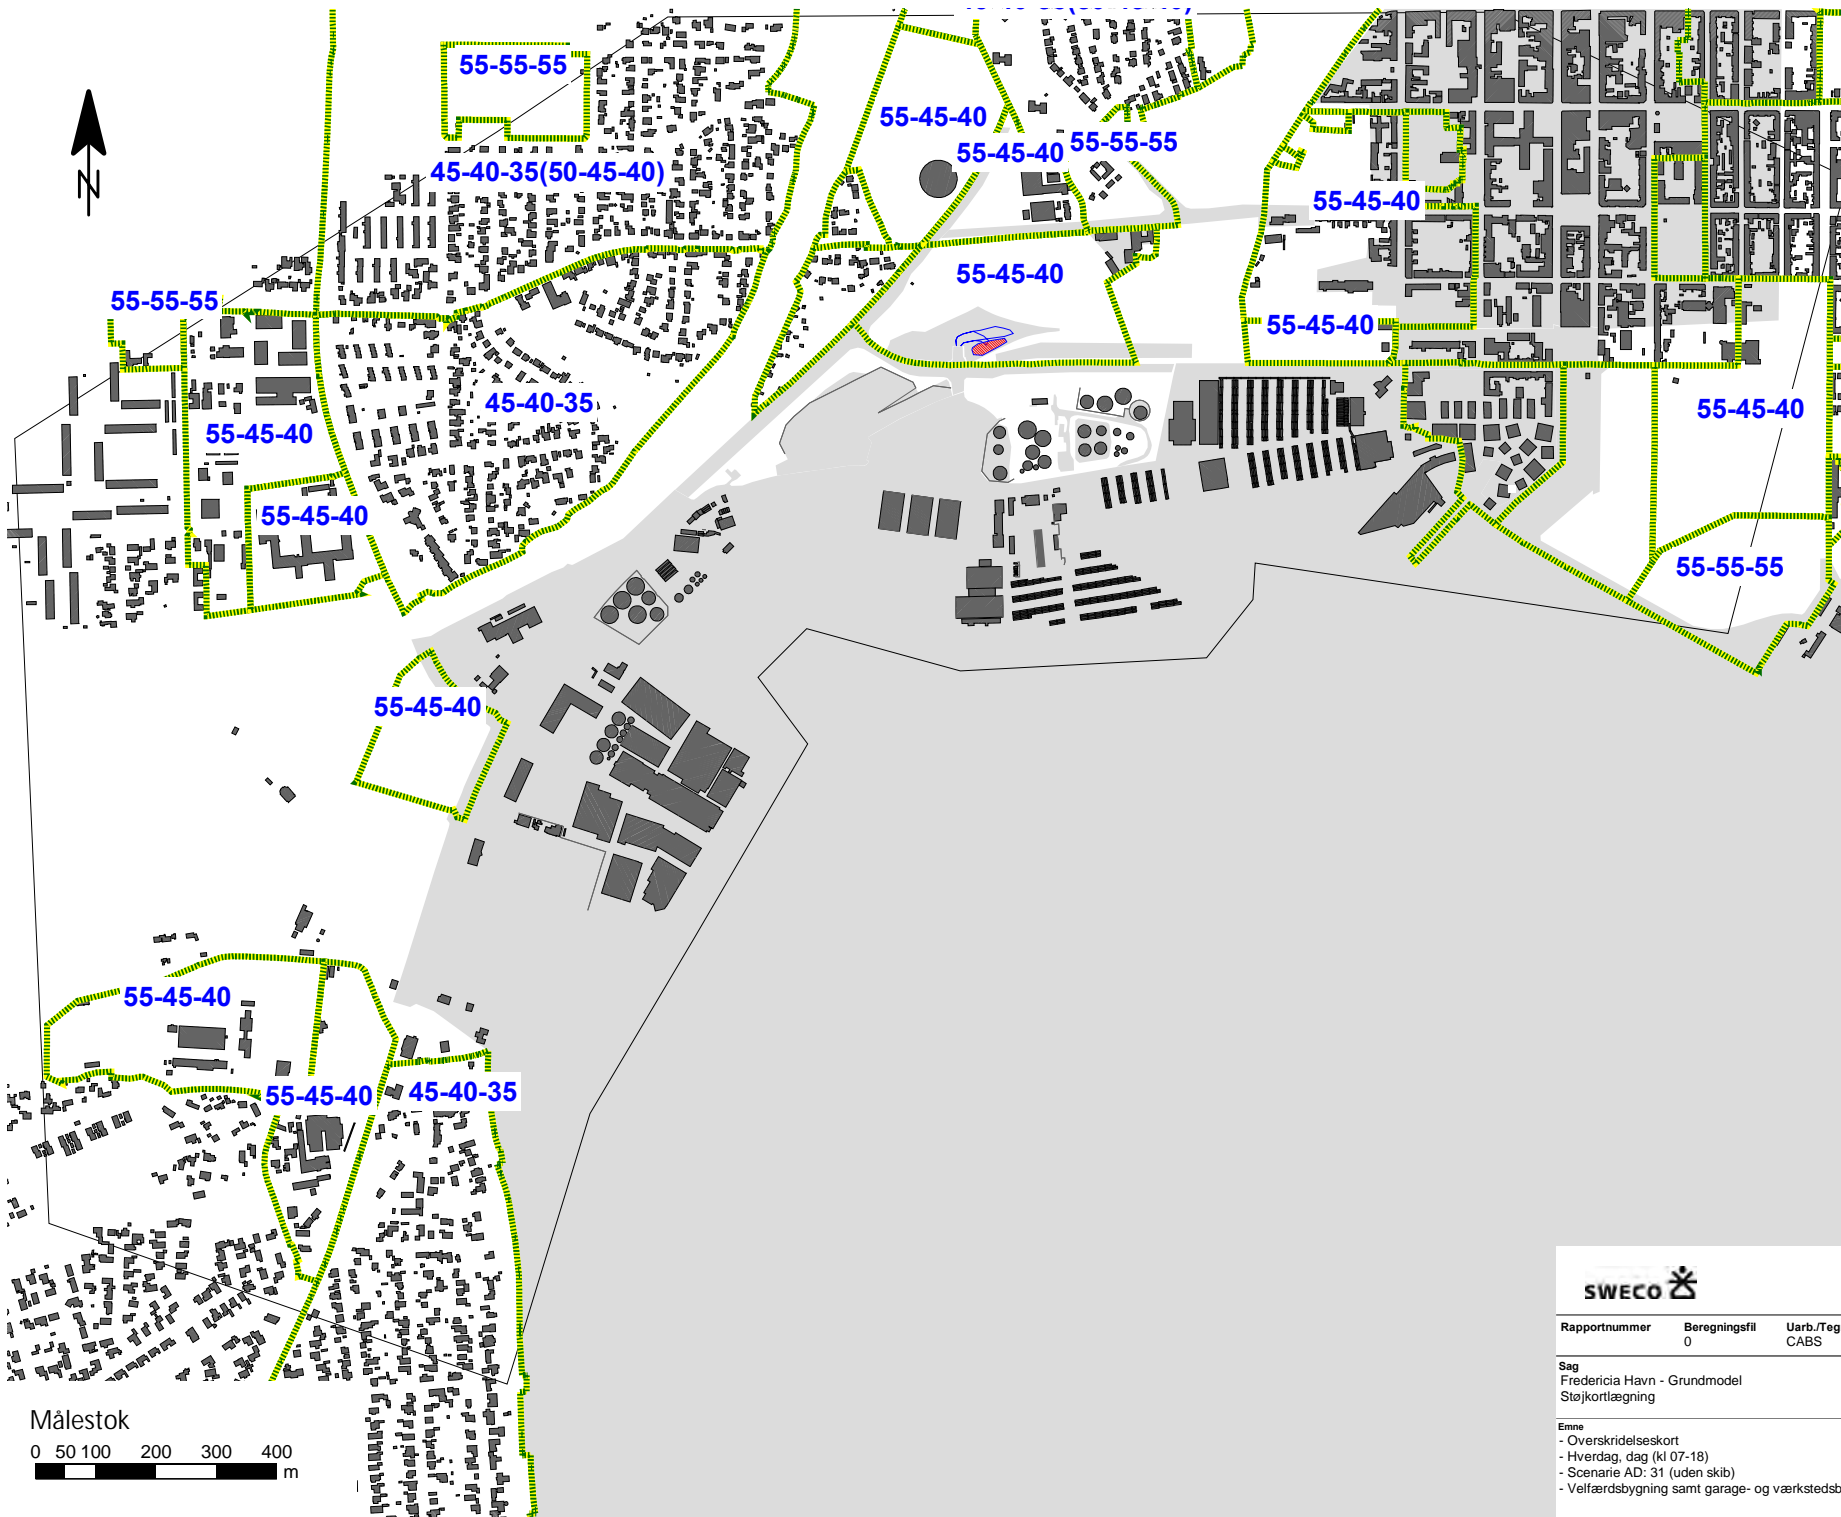 55-55-55
55-45-40
55-45-40
55-55-55
45-40-35(50-45-40)
55-45-40
55-45-40
55-55-55
55-45-40
45-40-35
55-45-40
55-45-40
55-45-40
55-55-55
55-45-40
55-45-40
55-45-40
45-40-35
N
Målestok
0 50 100 200 300 400
m
SWECO
Rapportnummer Beregningsfil Uarb./Teg
0 CABS
Sag
Fredericia Havn - Grundmodel
Støjkortlægning
Emne
- Overskridelseskort
- Hverdag, dag (kl 07-18)
- Scenarie AD: 31 (uden skib)
- Velfærdsbygning samt garage- og værkstedsb